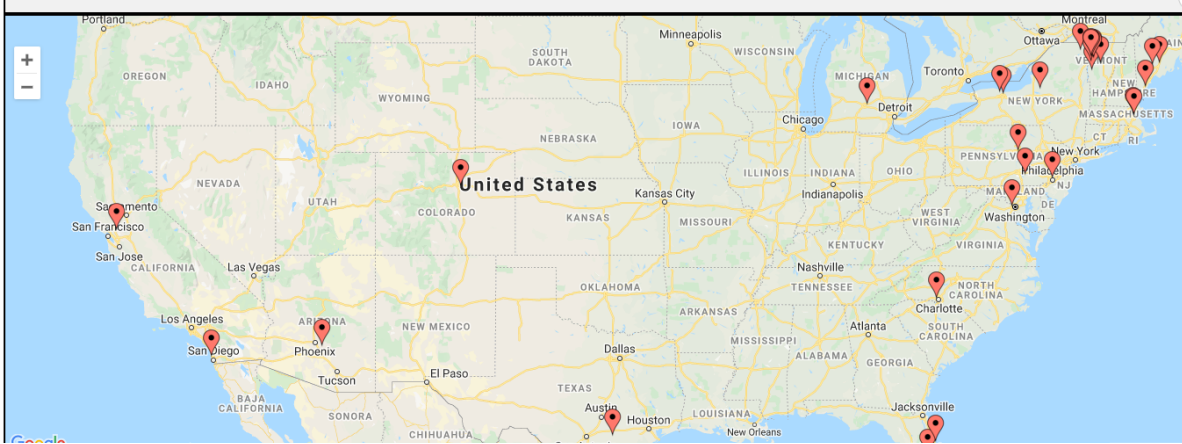 Portland
Montreal
Ottawa
Minneapolis
WISCONSIN
SOUTH
DAKOTA
OREGON
IDAHO
WYOMING
MICHIGAN
Toronto
VERMONT
NEW
HAMPSHIRE
NEW YORK
MASSACHUSETTS
Detroit
Chicago
IOWA
NEBRASKA
CT
RI
PENNSYLVANIA
New York
Philadelphia
NJ
United States
NEVADA
UTAH
COLORADO
KANSAS
Kansas City
MISSOURI
ILLINOIS
INDIANA
Indianapolis
OHIO
MARYLAND
DE
Washington
WEST
VIRGINIA
VIRGINIA
KENTUCKY
Sacramento
San Francisco
San Jose
CALIFORNIA
Las Vegas
Nashville
TENNESSEE
NORTH
CAROLINA
Charlotte
OKLAHOMA
ARKANSAS
Los Angeles
ARIZONA
NEW MEXICO
Phoenix
San Diego
Tucson
El Paso
Dallas
MISSISSIPPI
ALABAMA
Atlanta
GEORGIA
SOUTH
CAROLINA
TEXAS
BAJA
CALIFORNIA
SONORA
CHIHUAHUA
Austin
Houston
LOUISIANA
New Orleans
Jacksonville
Google